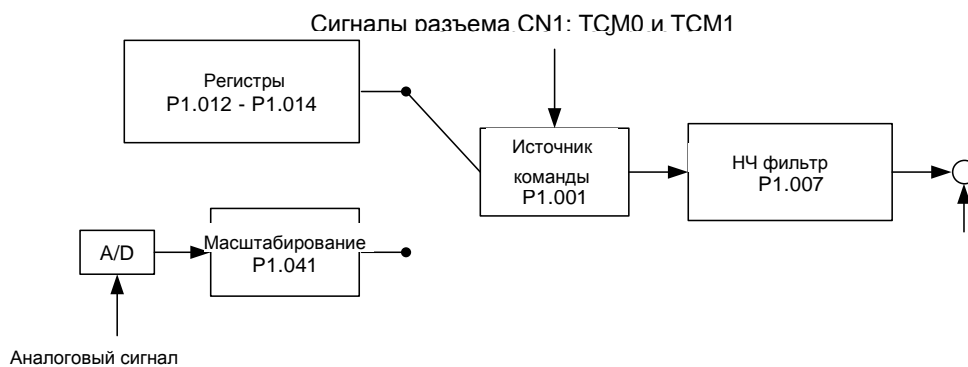 Сигналы разъема CN1: TCM0 и TCM1
Регистры
P1.012 - P1.014
Источник
команды
P1.001
НЧ фильтр
P1.007
A/D
Масштабирование
P1.041
Аналоговый сигнал